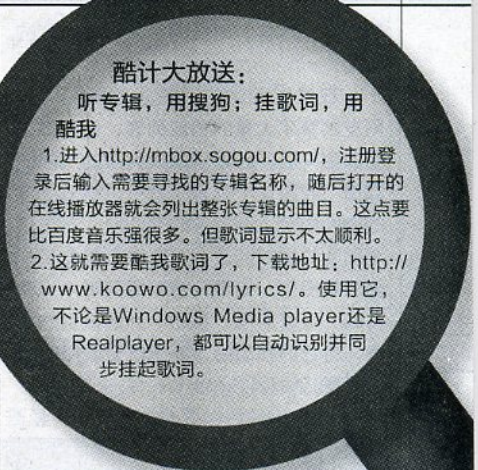 酷计大放送：
听专辑，用搜狗；挂歌词，用
酷我
1.进入http://mbox.sogou.com/，注册登
录后输入需要寻找的专辑名称，随后打开的
在线播放器就会列出整张专辑的曲目。这点要
比百度音乐强很多。但歌词显示不太顺利。
2.这就需要酷我歌词了，下载地址：http://
www.koowo.com/lyrics/。使用它，
不论是Windows Media player还是
Realplayer，都可以自动识别并同
步挂起歌词。